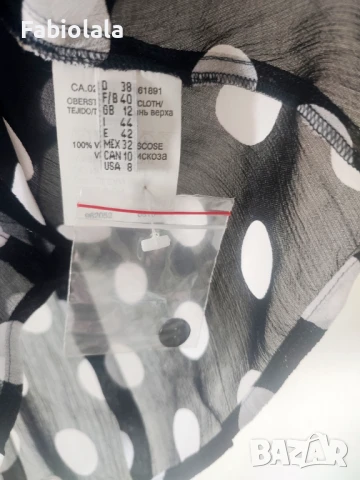 Fabiolala
CA.02 D 38 61891
F/B 40
OBERST GB 12 CLOTH/
TEJIDO/T I 44 нь верха
E 42
100% V MEX 32 SCOSE
V CAN 10 искоза
USA 8
BAZAR